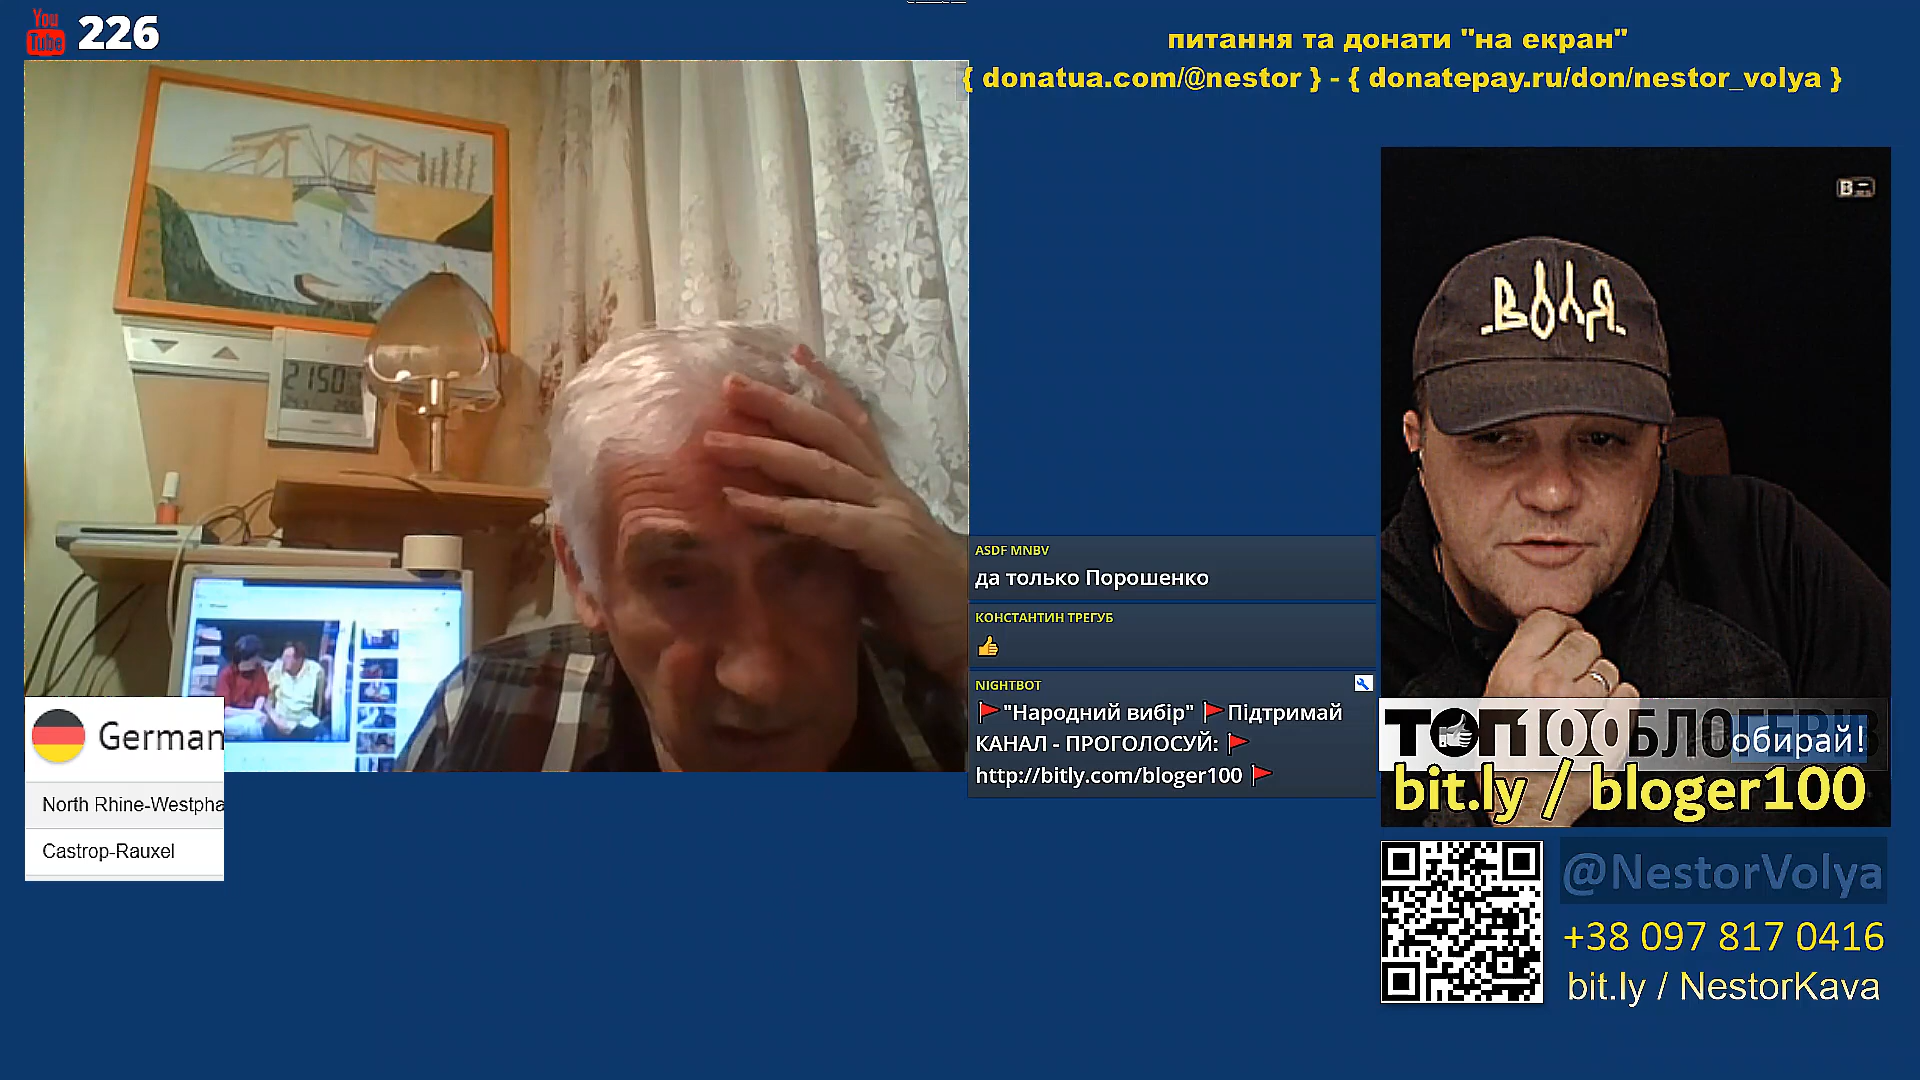 You
Tube 226
питання та донати "на екран"
{ donatua.com/@nestor } - { donatepay.ru/don/nestor_volya }
2150
ВОЛЯ
ASDF MNBV
да только Порошенко
КОНСТАНТИН ТРЕГУБ
NIGHTBOT
"Народний вибір" Підтримай
КАНАЛ - ПРОГОЛОСУЙ:
http://bitly.com/bloger100
ТОП100БЛОГЕРІВ
обирай!
bit.ly / bloger100
German
North Rhine-Westpha
Castrop-Rauxel
@NestorVolya
+38 097 817 0416
bit.ly / NestorKava